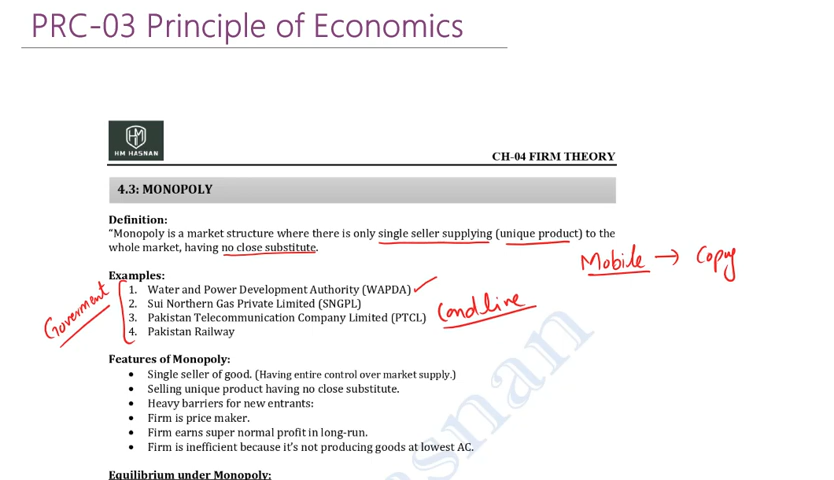 PRC-03 Principle of Economics
HM HASNAN
CH-04 FIRM THEORY
4.3: MONOPOLY
Definition:
"Monopoly is a market structure where there is only single seller supplying (unique product) to the
whole market, having no close substitute.
Mobile → Copy
Examples:
Goverment
1. Water and Power Development Authority (WAPDA)
2. Sui Northern Gas Private Limited (SNGPL)
3. Pakistan Telecommunication Company Limited (PTCL)
4. Pakistan Railway
Features of Monopoly:
• Single seller of good. (Having entire control over market supply.)
• Selling unique product having no close substitute.
• Heavy barriers for new entrants:
• Firm is price maker.
• Firm earns super normal profit in long-run.
• Firm is inefficient because it's not producing goods at lowest AC.
Equilibrium under Monopoly: